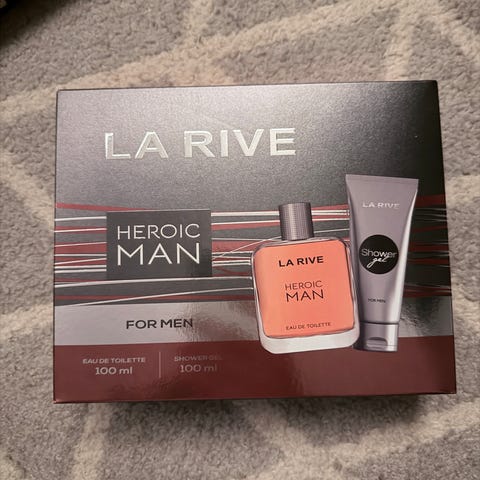 LA RIVE
HEROIC
MAN
FOR MEN
EAU DE TOILETTE
100 ml
SHOWER GEL
100 ml
LA RIVE
HEROIC
MAN
EAU DE TOILETTE
LA RIVE
Shower
gel
FOR MEN